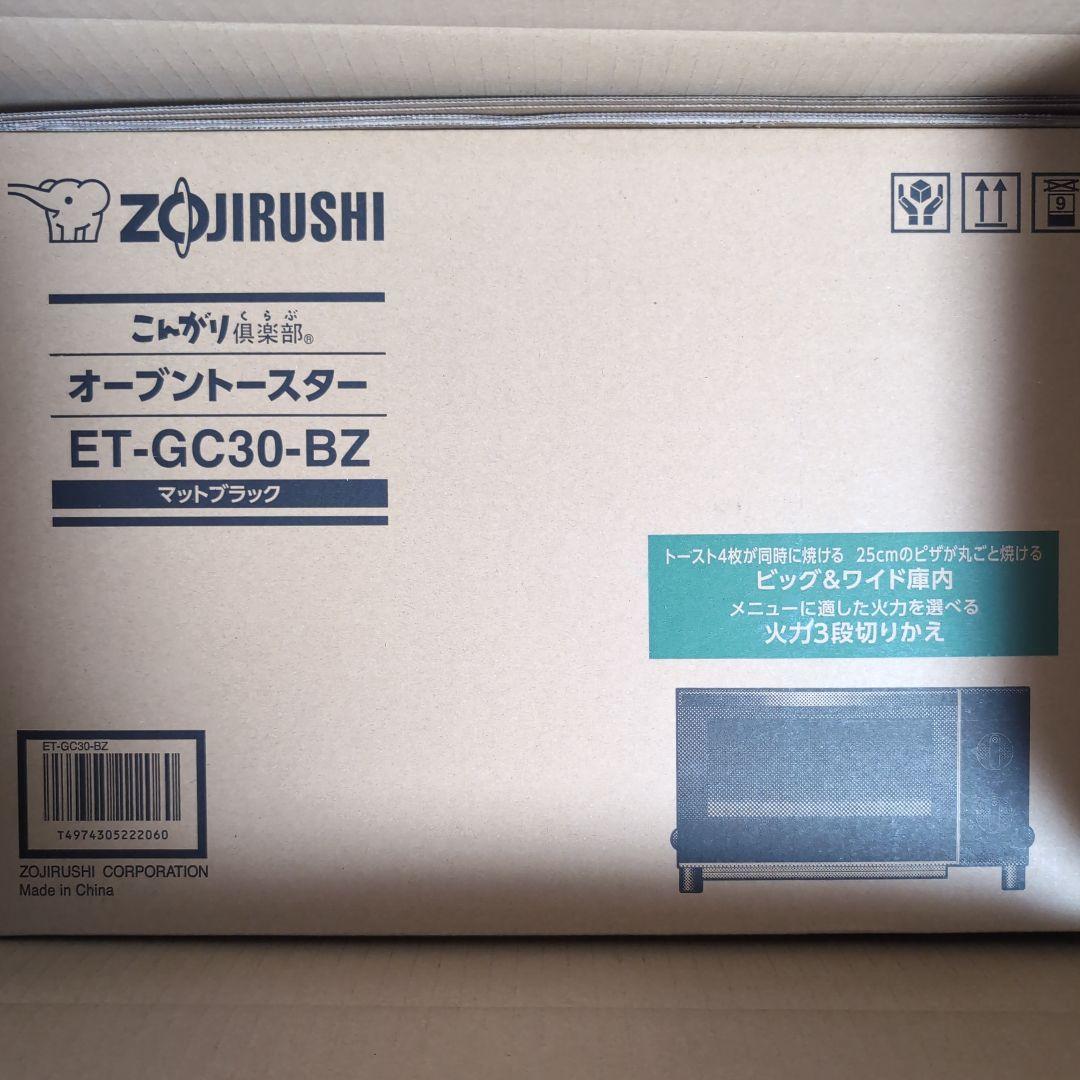 ZOJIRUSHI
9
くらぶ
こんがり倶楽部®
オーブントースター
ET-GC30-BZ
マットブラック
トースト4枚が同時に焼ける 25cmのピザが丸ごと焼ける
ビッグ&ワイド庫内
メニューに適した火力を選べる
火力3段切りかえ
ET-GC30-BZ
T4974305222060
ZOJIRUSHI CORPORATION
Made in China